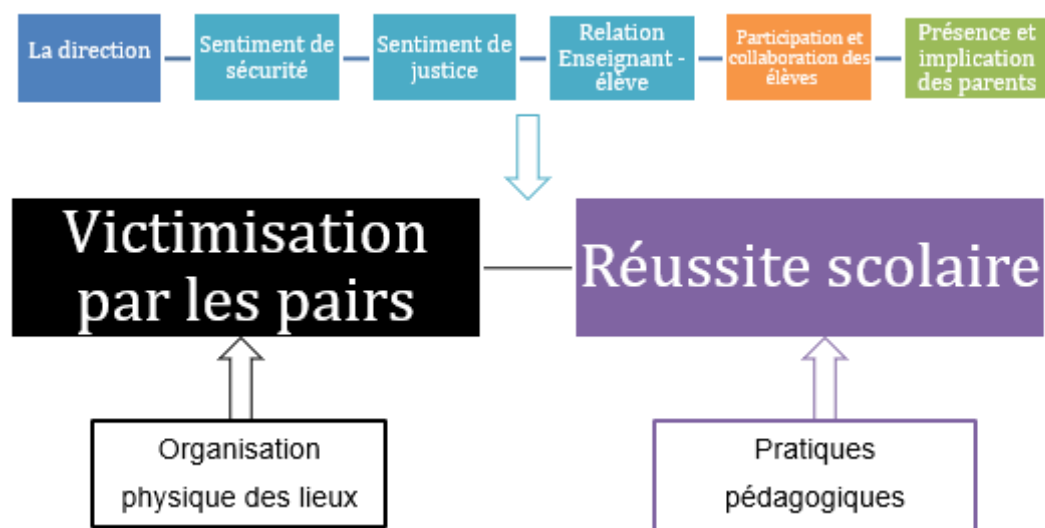 La direction
Sentiment de
sécurité
Sentiment de
justice
Relation
Enseignant -
élève
Participation et
collaboration des
élèves
Présence et
implication
des parents
Victimisation
par les pairs
Réussite scolaire
Organisation
physique des lieux
Pratiques
pédagogiques